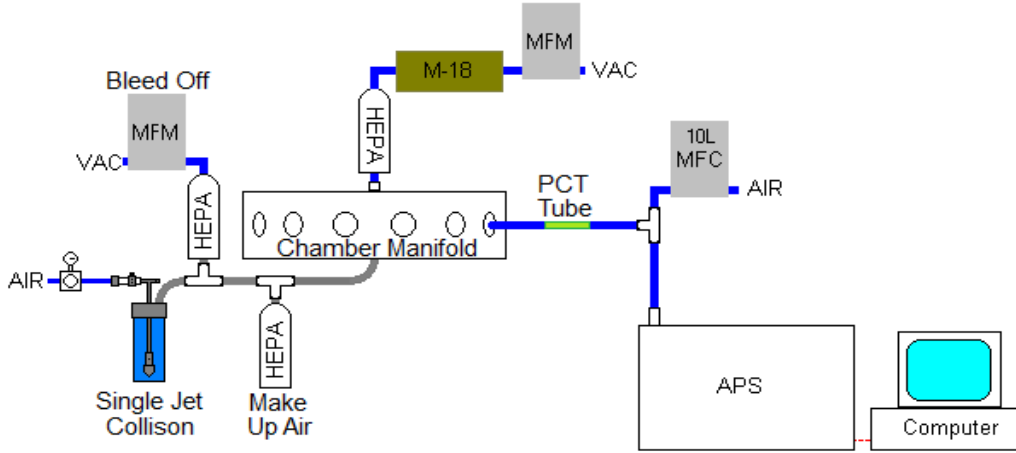 MFM
M-18
VAC
Bleed Off
MFM
VAC
HEPA
HEPA
10L
MFC
AIR
PCT
Tube
Chamber Manifold
AIR
HEPA
Single Jet
Collison
Make
Up Air
APS
Computer